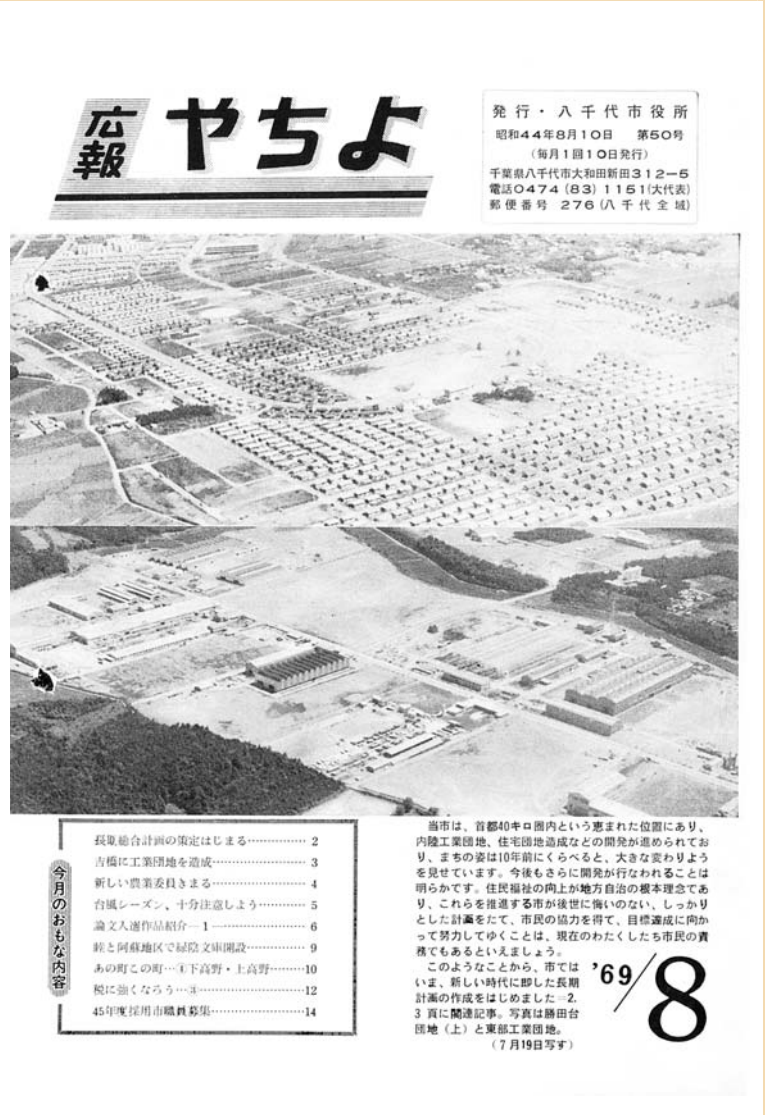 広報 やちよ
発行・八千代市役所
昭和44年8月10日 第50号
(毎月1回10日発行)
千葉県八千代市大和田新田312-5
電話0474(83)1151(大代表)
郵便番号 276(八千代全域)
今月のおもな内容
長期総合計画の策定はじまる……………2
吉橋に工業団地を造成……………3
新しい農業委員きまる……………4
台風シーズン、十分注意しよう……………5
論文入選作品紹介―1……………6
睦と阿蘇地区で緑陰文庫開設……………9
あの町この町…④下高野・上高野………10
税に強くなろう…③……………12
45年度採用市職員募集……………14
当市は、首都40キロ圏内という恵まれた位置にあり、
内陸工業団地、住宅団地造成などの開発が進められてお
り、まちの姿は10年前にくらべると、大きな変わりよう
を見せています。今後もさらに開発が行なわれることは
明らかです。住民福祉の向上が地方自治の根本理念であ
り、これらを推進する市が後世に悔いのない、しっかり
とした計画をたて、市民の協力を得て、目標達成に向か
って努力してゆくことは、現在のわたくしたち市民の責
務でもあるといえましょう。
このようなことから、市では
いま、新しい時代に即した長期
計画の作成をはじめました=2.
3頁に関連記事。写真は勝田台
団地(上)と東部工業団地。
(7月19日写す)
'69/8